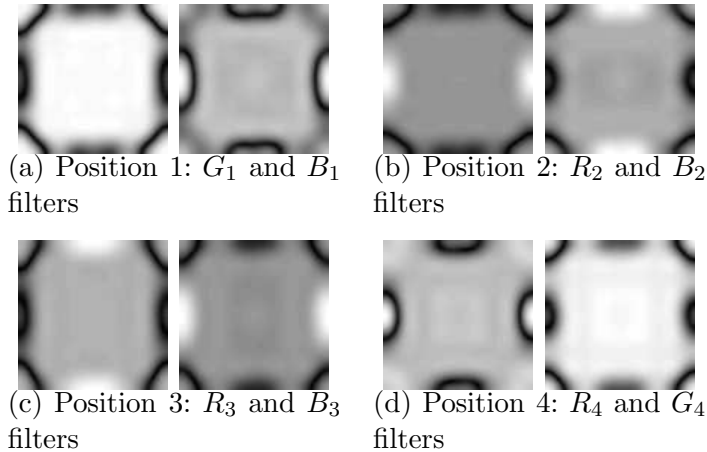 (a) Position 1: G₁ and B₁
filters
(b) Position 2: R₂ and B₂
filters
(c) Position 3: R₃ and B₃
filters
(d) Position 4: R₄ and G₄
filters